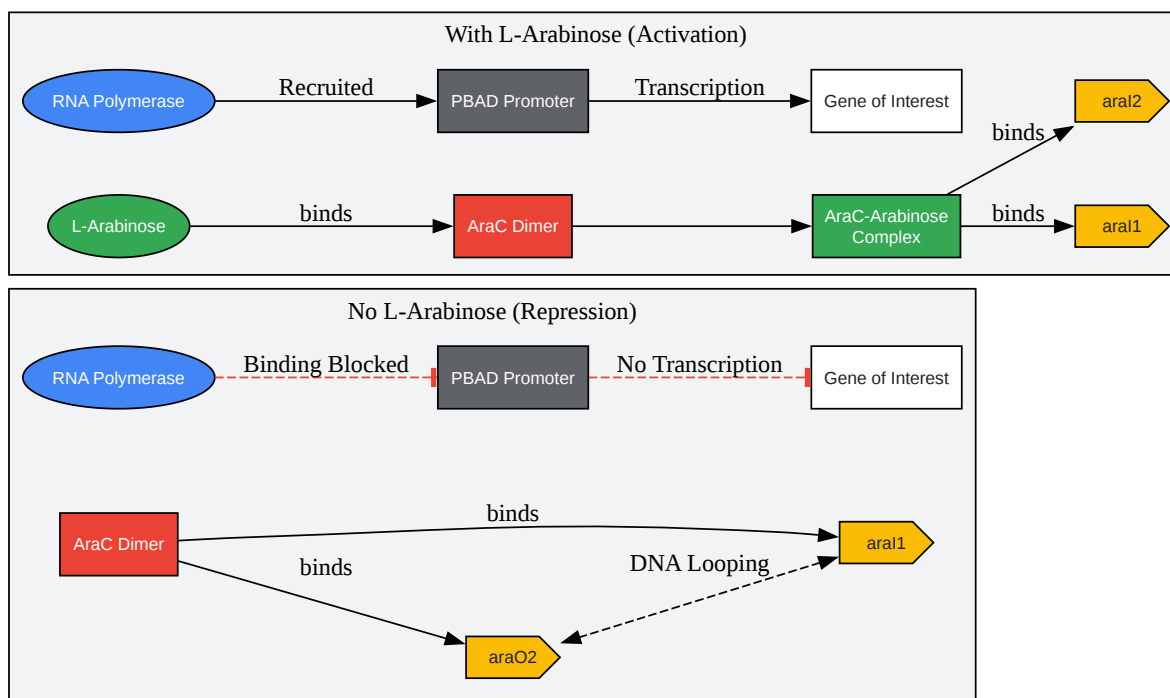 With L-Arabinose (Activation)
RNA Polymerase
Recruited
PBAD Promoter
Transcription
Gene of Interest
araI2
binds
L-Arabinose
binds
AraC Dimer
AraC-Arabinose
Complex
binds
araI1
No L-Arabinose (Repression)
RNA Polymerase
Binding Blocked
PBAD Promoter
No Transcription
Gene of Interest
AraC Dimer
binds
araI1
binds
DNA Looping
araO2